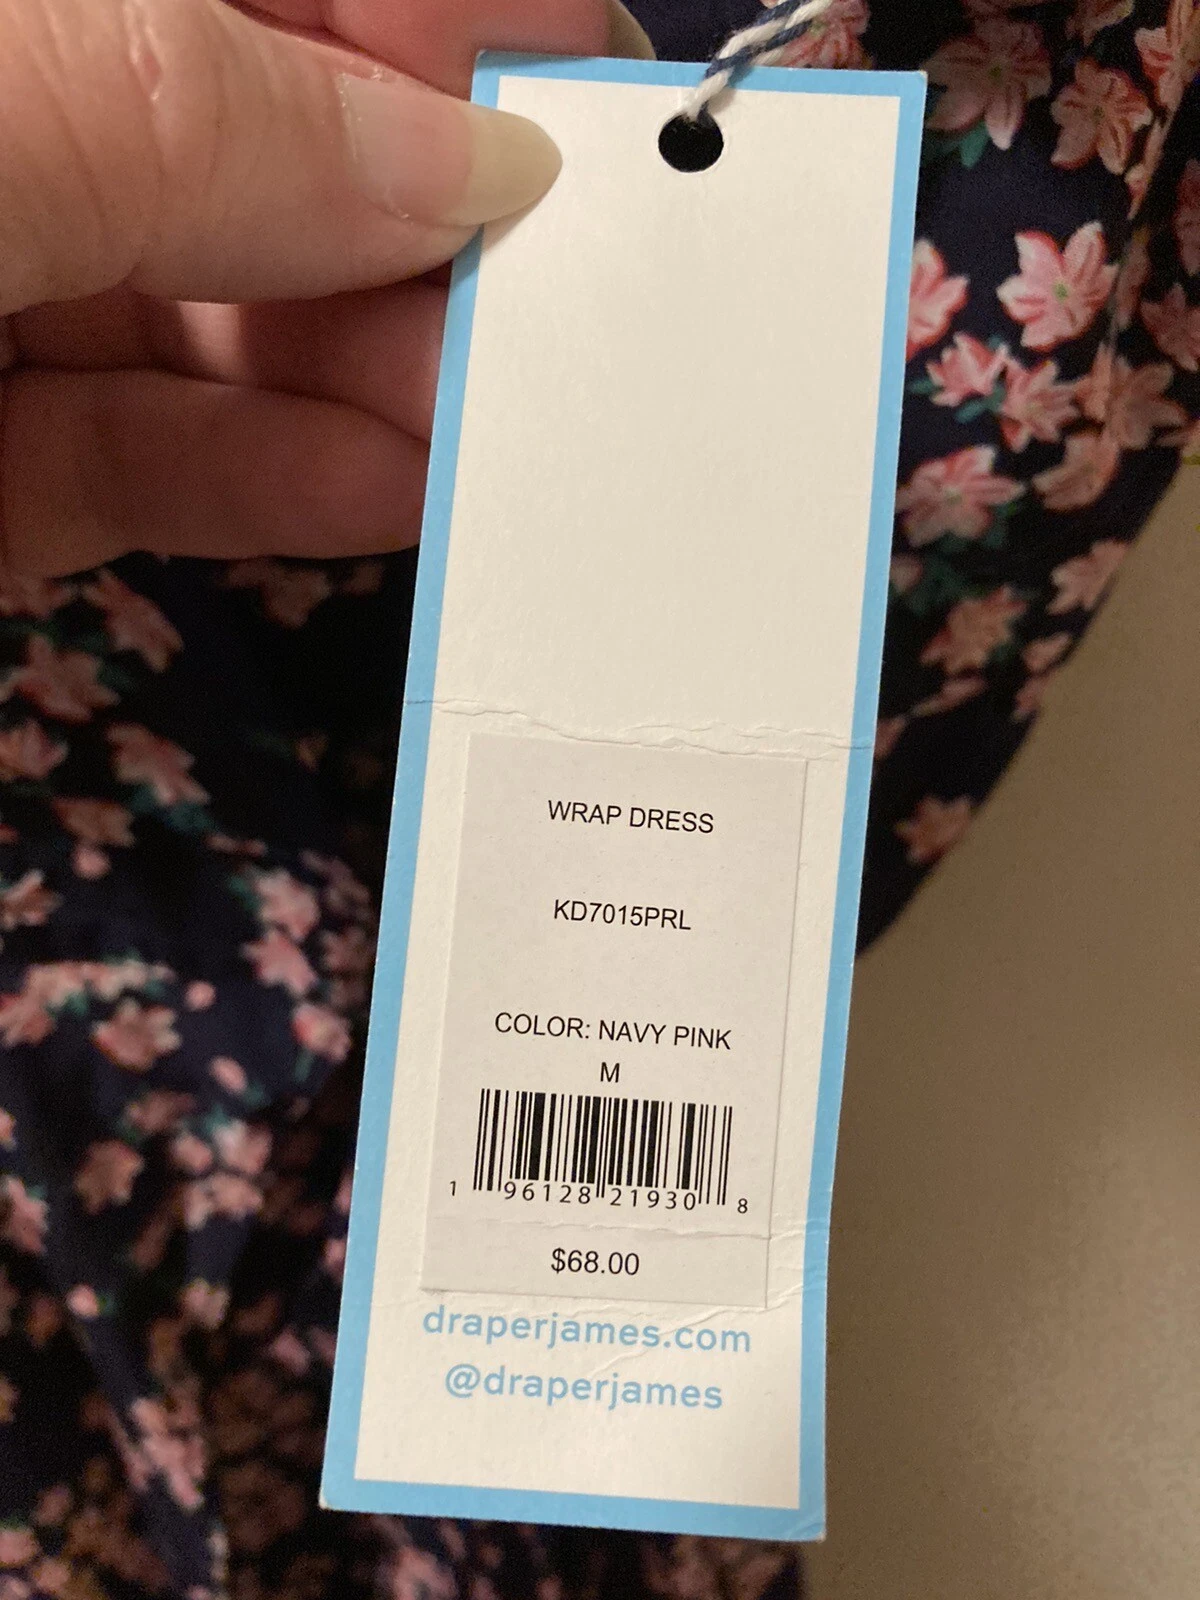 WRAP DRESS
KD7015PRL
COLOR: NAVY PINK
M
1 96128 21930 8
$68.00
draperjames.com
@draperjames